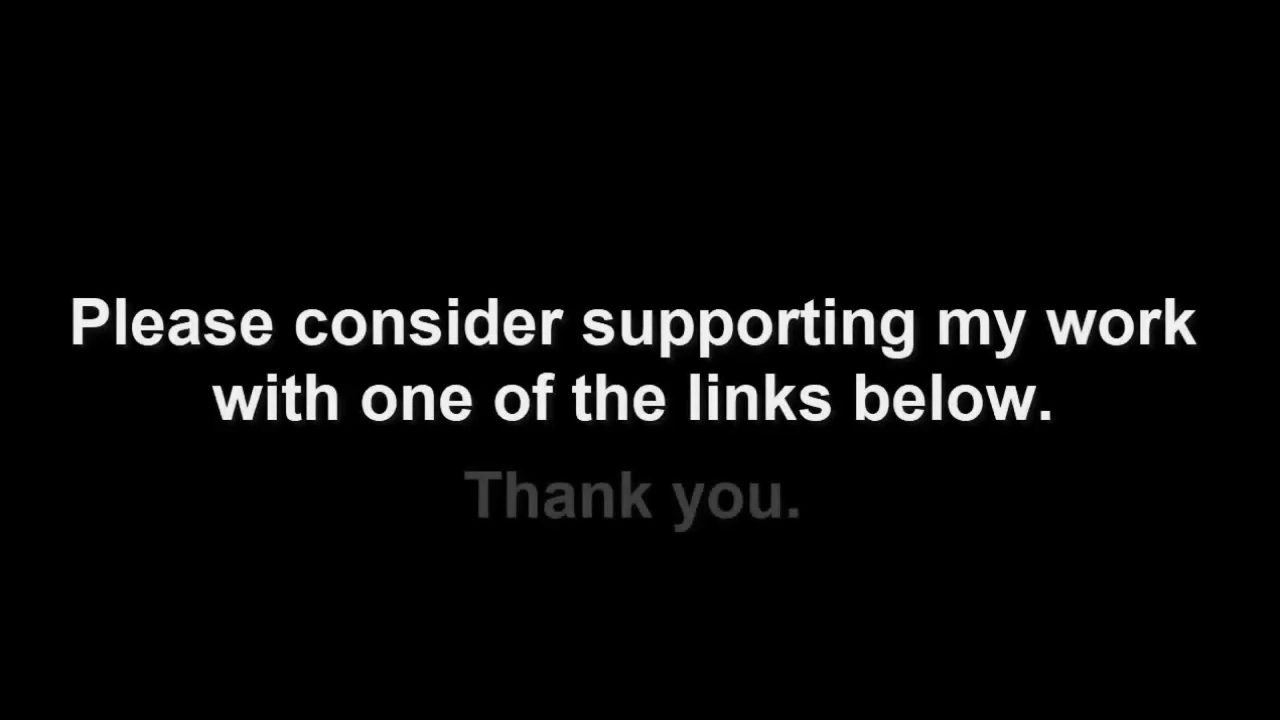 Please consider supporting my work
with one of the links below.
Thank you.